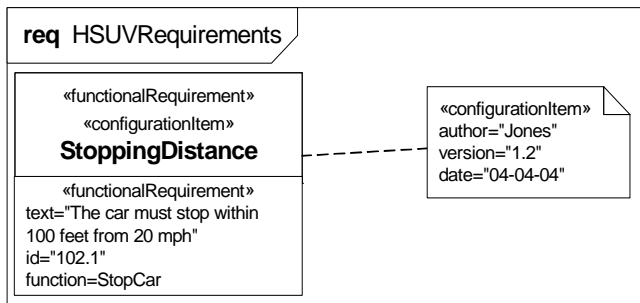 req HSUVRequirements
«functionalRequirement»
«configurationItem»
StoppingDistance
«functionalRequirement»
text="The car must stop within
100 feet from 20 mph"
id="102.1"
function=StopCar
«configurationItem»
author="Jones"
version="1.2"
date="04-04-04"